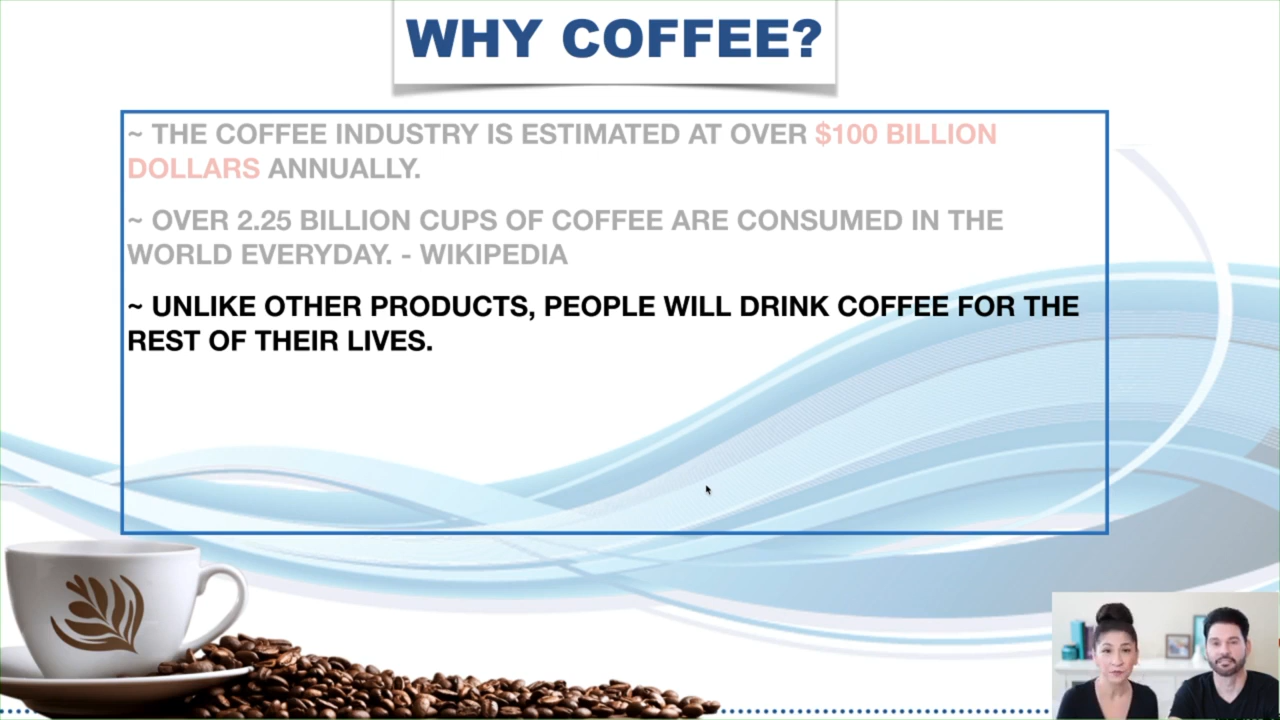 WHY COFFEE?
~ THE COFFEE INDUSTRY IS ESTIMATED AT OVER $100 BILLION
DOLLARS ANNUALLY.
~ OVER 2.25 BILLION CUPS OF COFFEE ARE CONSUMED IN THE
WORLD EVERYDAY. - WIKIPEDIA
~ UNLIKE OTHER PRODUCTS, PEOPLE WILL DRINK COFFEE FOR THE
REST OF THEIR LIVES.